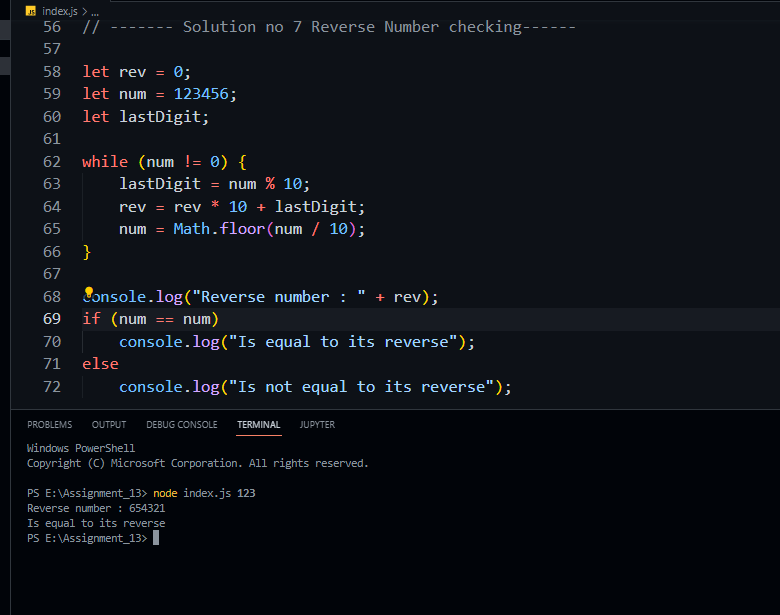 JS index.js > ...
56 // ------- Solution no 7 Reverse Number checking------
57
58 let rev = 0;
59 let num = 123456;
60 let lastDigit;
61
62 while (num != 0) {
63 lastDigit = num % 10;
64 rev = rev * 10 + lastDigit;
65 num = Math.floor(num / 10);
66 }
67
68 console.log("Reverse number : " + rev);
69 if (num == num)
70 console.log("Is equal to its reverse");
71 else
72 console.log("Is not equal to its reverse");
PROBLEMS OUTPUT DEBUG CONSOLE TERMINAL JUPYTER
Windows PowerShell
Copyright (C) Microsoft Corporation. All rights reserved.
PS E:\Assignment_13> node index.js 123
Reverse number : 654321
Is equal to its reverse
PS E:\Assignment_13>